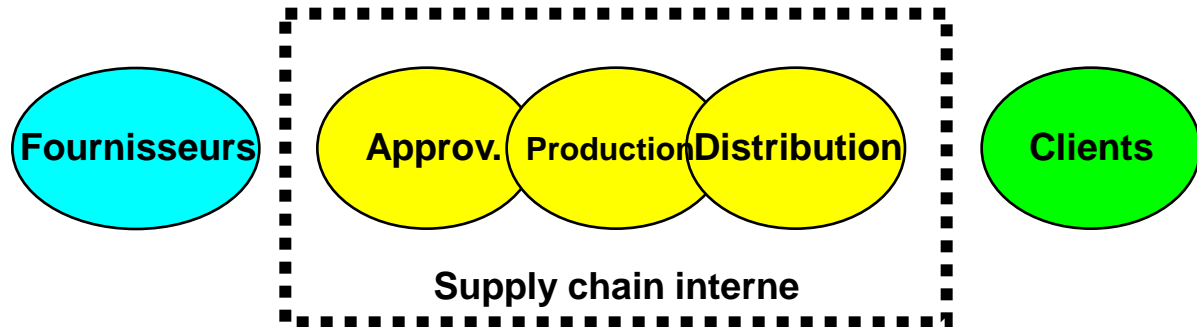 Fournisseurs Approv. Production Distribution Clients
Supply chain interne